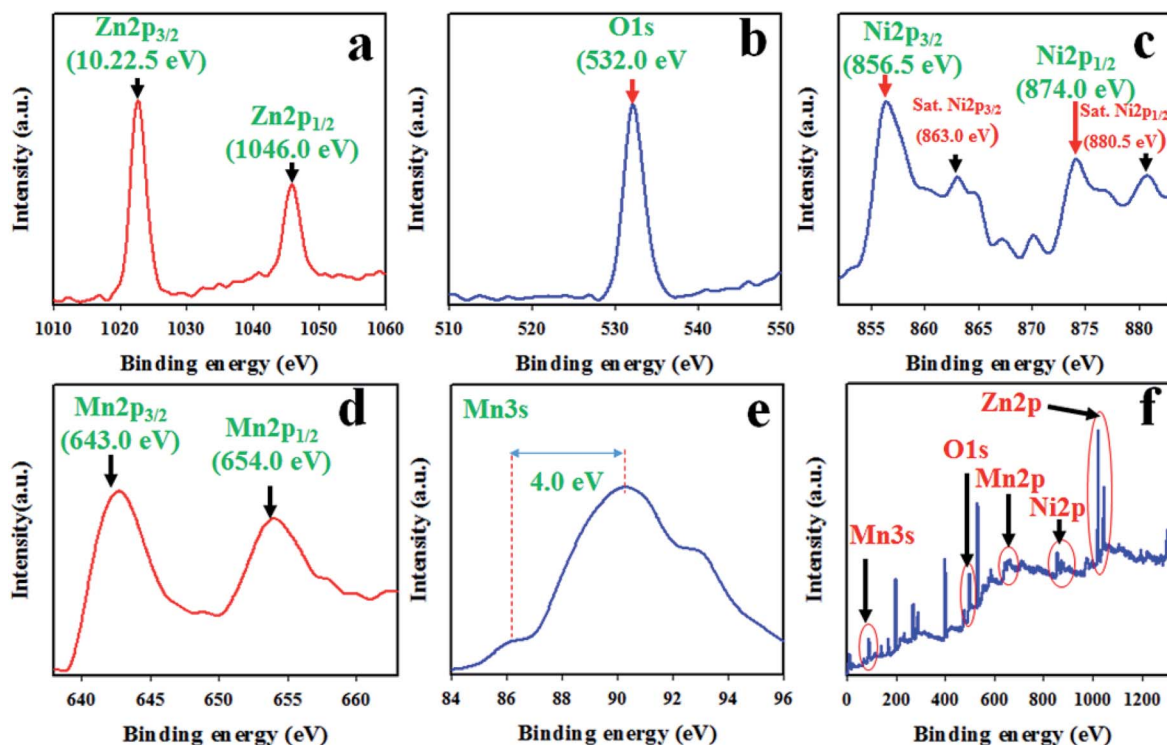 a
Zn2p3/2
(10.22.5 eV)
Zn2p1/2
(1046.0 eV)
Intensity (a.u.)
1010 1020 1030 1040 1050 1060
Binding energy (eV)
b
O1s
(532.0 eV
Intensity (a.u.)
510 520 530 540 550
Binding energy (eV)
c
Ni2p3/2
(856.5 eV)
Ni2p1/2
(874.0 eV)
Sat. Ni2p3/2
(863.0 eV)
Sat. Ni2p1/2
(880.5 eV)
Intensity (a.u.)
855 860 865 870 875 880
Binding energy (eV)
d
Mn2p3/2
(643.0 eV)
Mn2p1/2
(654.0 eV)
Intensity(a.u.)
640 645 650 655 660
Binding energy (eV)
e
Mn3s
4.0 eV
Intensity (a.u.)
84 86 88 90 92 94 96
Binding energy (eV)
f
Zn2p
O1s
Mn2p
Ni2p
Mn3s
Intensity (a.u.)
0 200 400 600 800 1000 1200
Binding energy (eV)